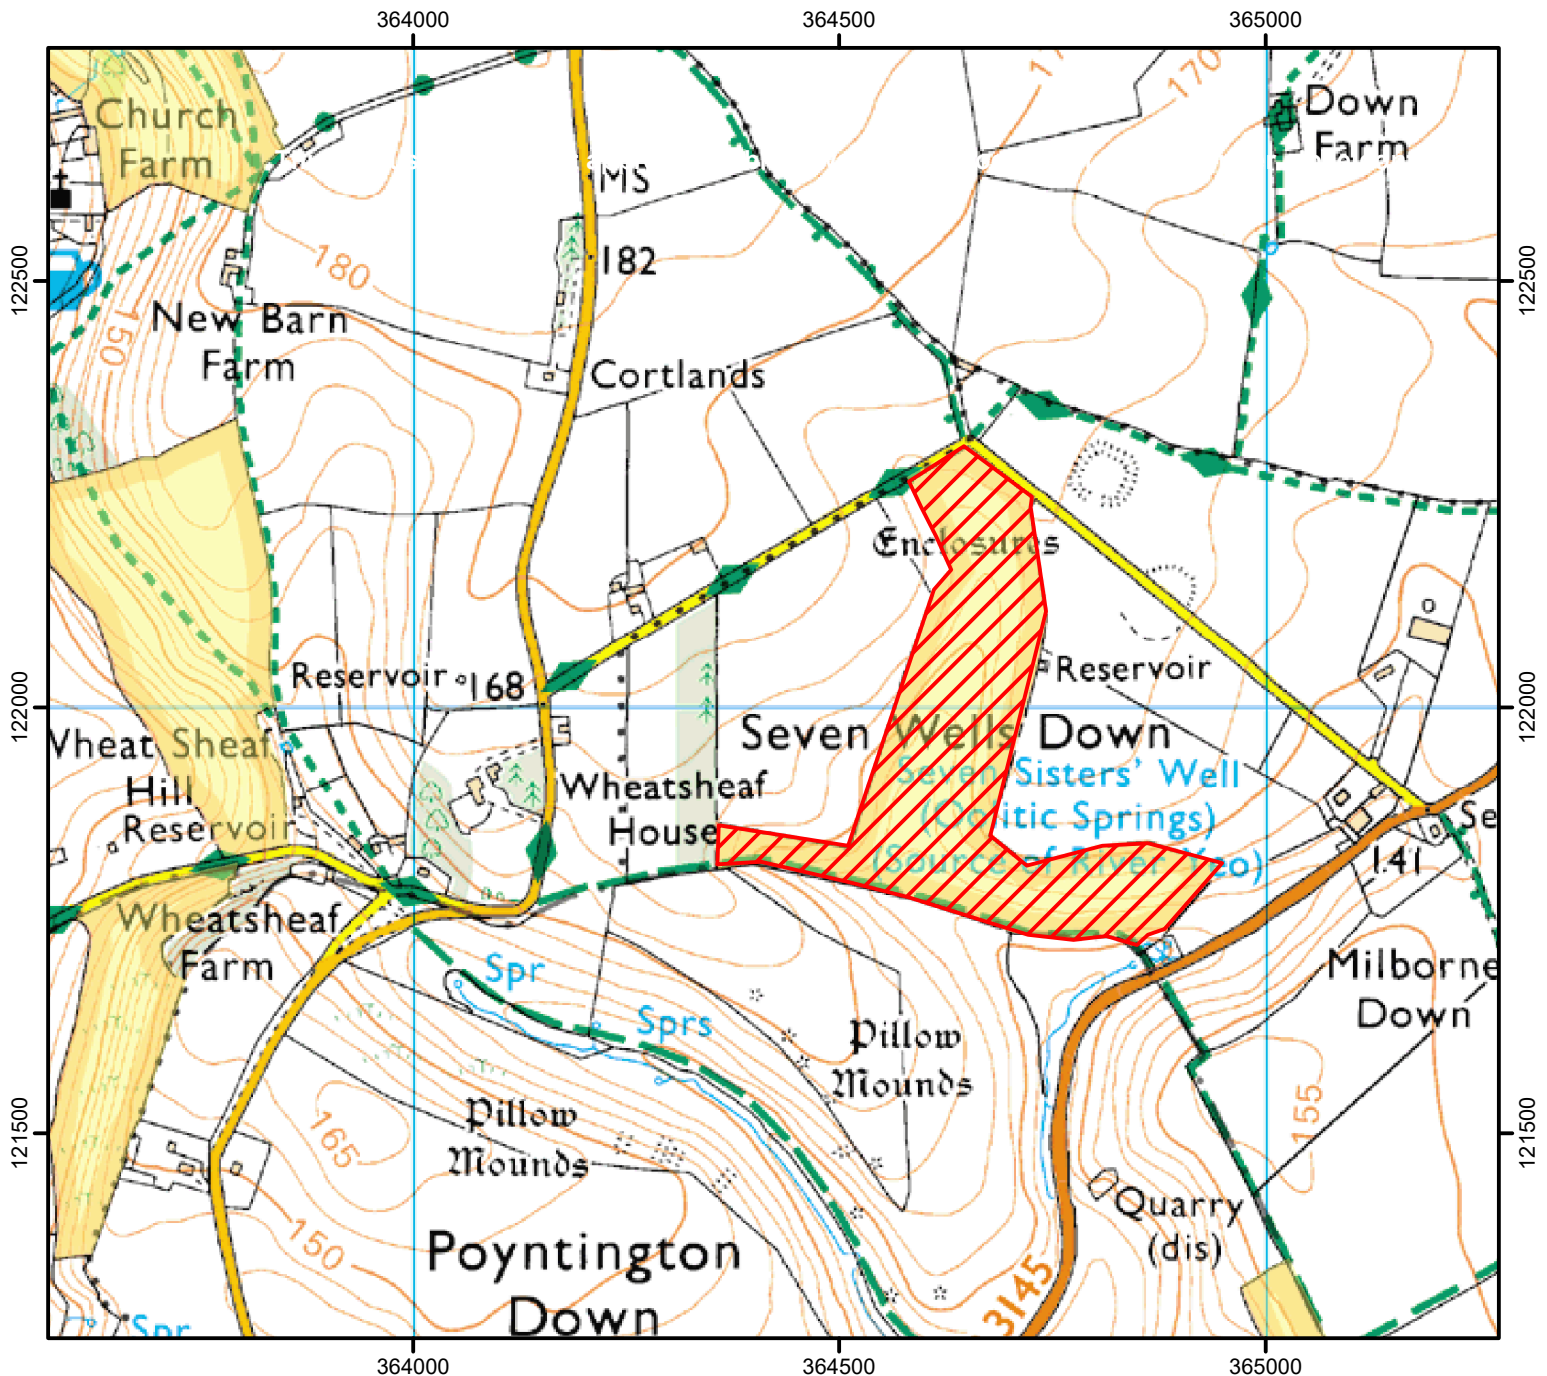 364000
364500
365000
122500
122500
122000
122000
121500
121500
Church
Farm
170
Down
Farm
MS
182
180
New Barn
Farm
150
Cortlands
Enclosures
Reservoir
168
Reservoir
Seven Wells Down
Seven Sisters' Well
(Oolitic Springs)
(Source of River Yeo)
Wheat Sheaf
Hill
Reservoir
Wheatsheaf
House
Se
141
Wheatsheaf
Farm
Spr
Sprs
Milborne
Down
Pillow
Mounds
Pillow
Mounds
165
155
150
Quarry
(dis)
Poyntington
Down
3145
Spr
364000
364500
365000